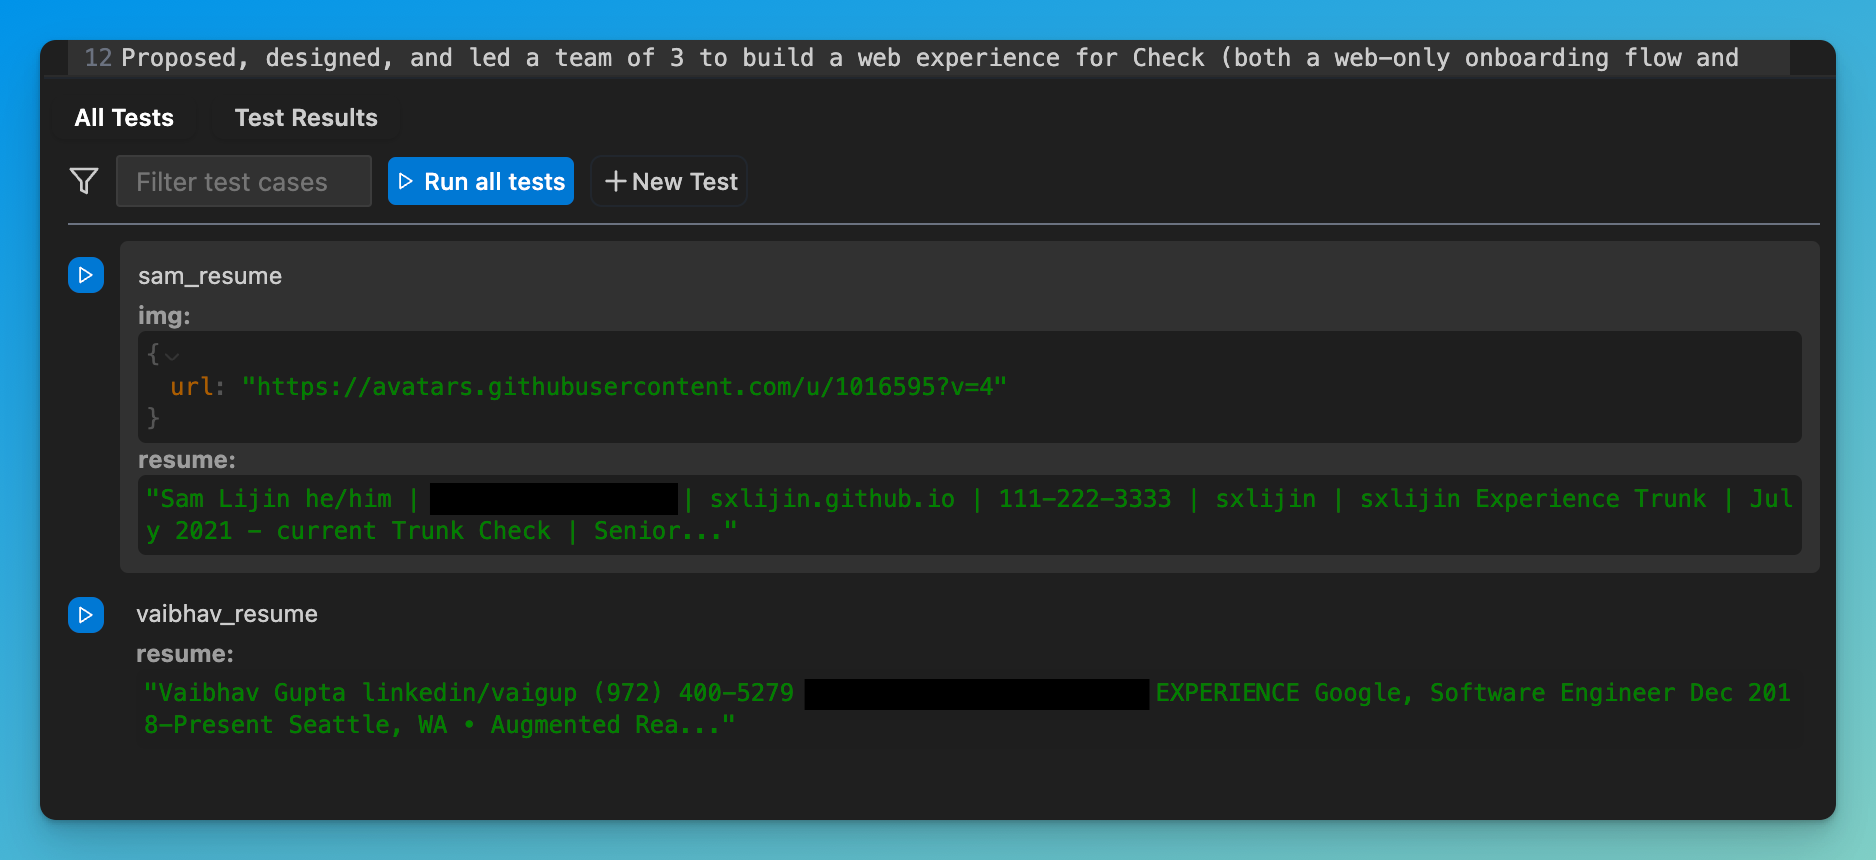 12 Proposed, designed, and led a team of 3 to build a web experience for Check (both a web-only onboarding flow and
All Tests Test Results
Filter test cases Run all tests New Test
sam_resume
img:
{
url: "https://avatars.githubusercontent.com/u/1016595?v=4"
}
resume:
"Sam Lijin he/him | | sxlijin.github.io | 111-222-3333 | sxlijin | sxlijin Experience Trunk | Jul
y 2021 - current Trunk Check | Senior..."
vaibhav_resume
resume:
"Vaibhav Gupta linkedin/vaigup (972) 400-5279 EXPERIENCE Google, Software Engineer Dec 201
8-Present Seattle, WA • Augmented Rea..."